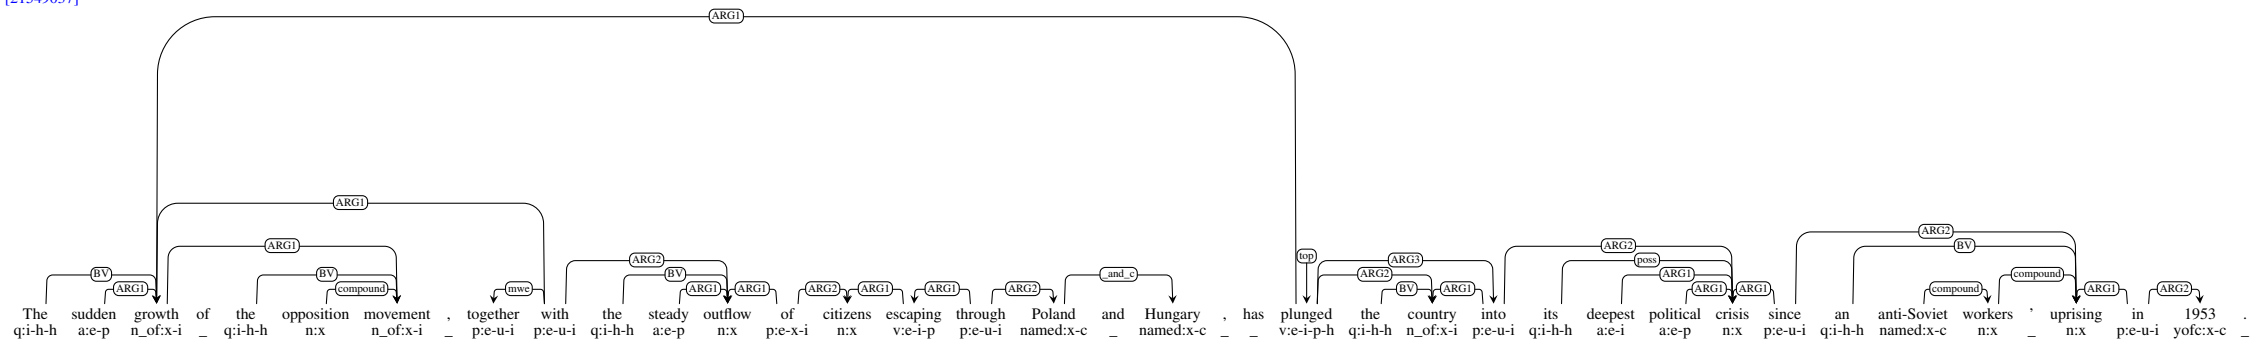 ARG1
ARG1
ARG1 ARG2
BV BV ARG2 BV top ARG3 ARG2 poss BV
_and_c ARG2 ARG1 compound
ARG1 compound mwe ARG1 ARG1 ARG2 ARG1 ARG1 ARG2 BV ARG1 ARG1 ARG1 compound ARG1 ARG2
The sudden growth of the opposition movement , together with the steady outflow of citizens escaping through Poland and Hungary , has plunged the country into its deepest political crisis since an anti-Soviet workers ' uprising in 1953 .
q:i-h-h a:e-p n_of:x-i _ q:i-h-h n:x n_of:x-i _ p:e-u-i p:e-u-i q:i-h-h a:e-p n:x p:e-x-i n:x v:e-i-p p:e-u-i named:x-c _ named:x-c _ _ v:e-i-p-h q:i-h-h n_of:x-i p:e-u-i q:i-h-h a:e-i a:e-p n:x p:e-u-i q:i-h-h named:x-c n:x _ n:x p:e-u-i yofc:x-c _